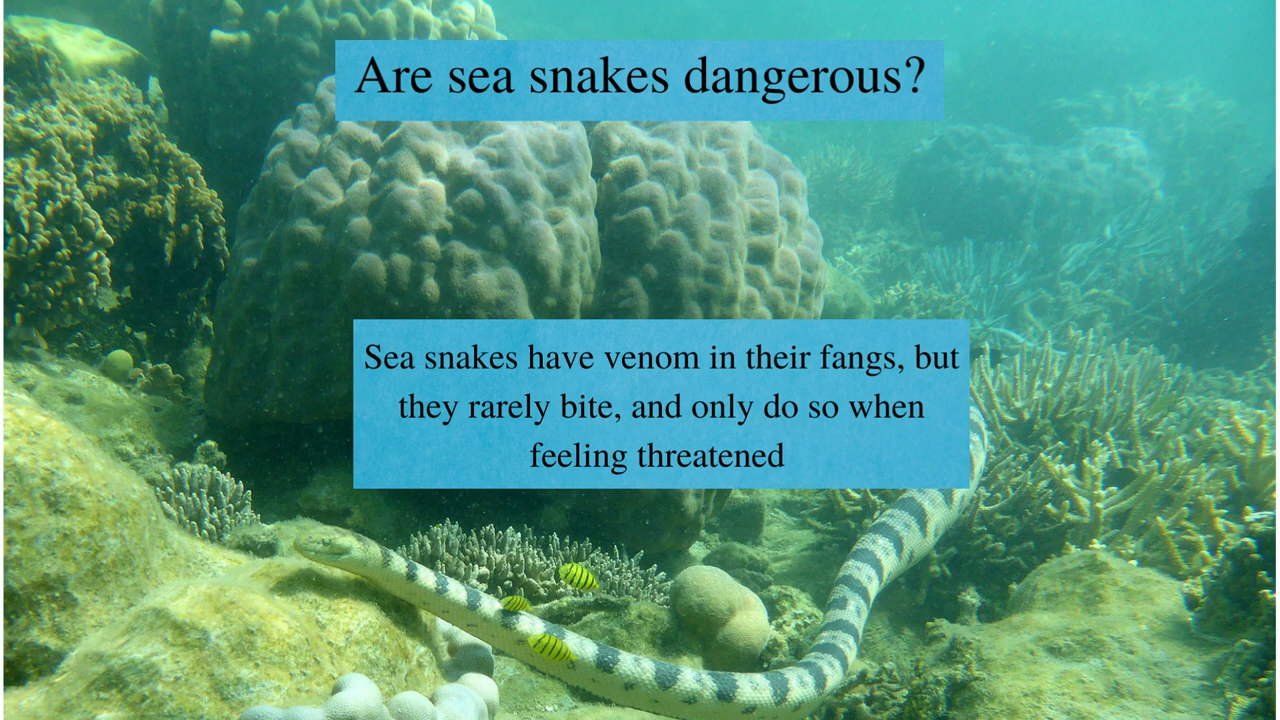 Are sea snakes dangerous?
Sea snakes have venom in their fangs, but
they rarely bite, and only do so when
feeling threatened